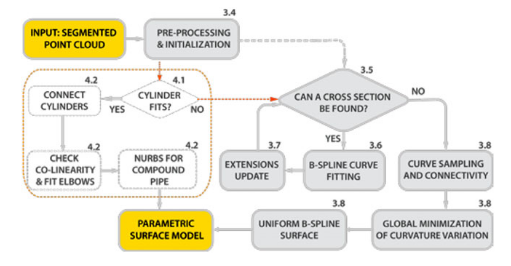 3.4
INPUT: SEGMENTED
POINT CLOUD
PRE-PROCESSING
& INITIALIZATION
4.2
CONNECT
CYLINDERS
4.1
CYLINDER
FITS?
YES
NO
3.5
CAN A CROSS SECTION
BE FOUND?
NO
YES
4.2
CHECK
CO-LINEARITY
& FIT ELBOWS
4.2
NURBS FOR
COMPOUND
PIPE
3.7
EXTENSIONS
UPDATE
3.6
B-SPLINE CURVE
FITTING
3.8
CURVE SAMPLING
AND CONNECTIVITY
PARAMETRIC
SURFACE MODEL
3.8
UNIFORM B-SPLINE
SURFACE
3.8
GLOBAL MINIMIZATION
OF CURVATURE VARIATION